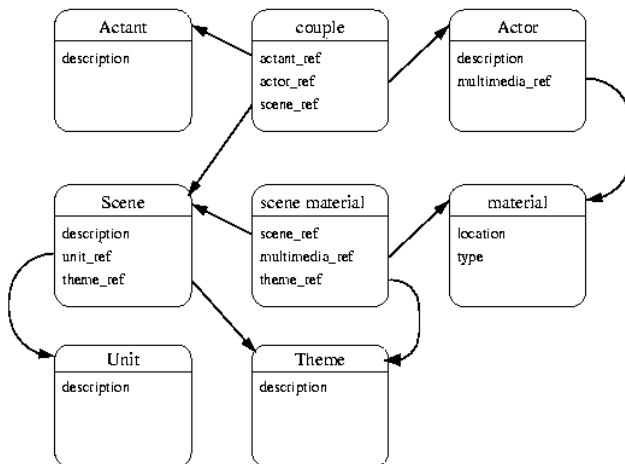 Actant
description
couple
actant_ref
actor_ref
scene_ref
Actor
description
multimedia_ref
Scene
description
unit_ref
theme_ref
scene material
scene_ref
multimedia_ref
theme_ref
material
location
type
Unit
description
Theme
description